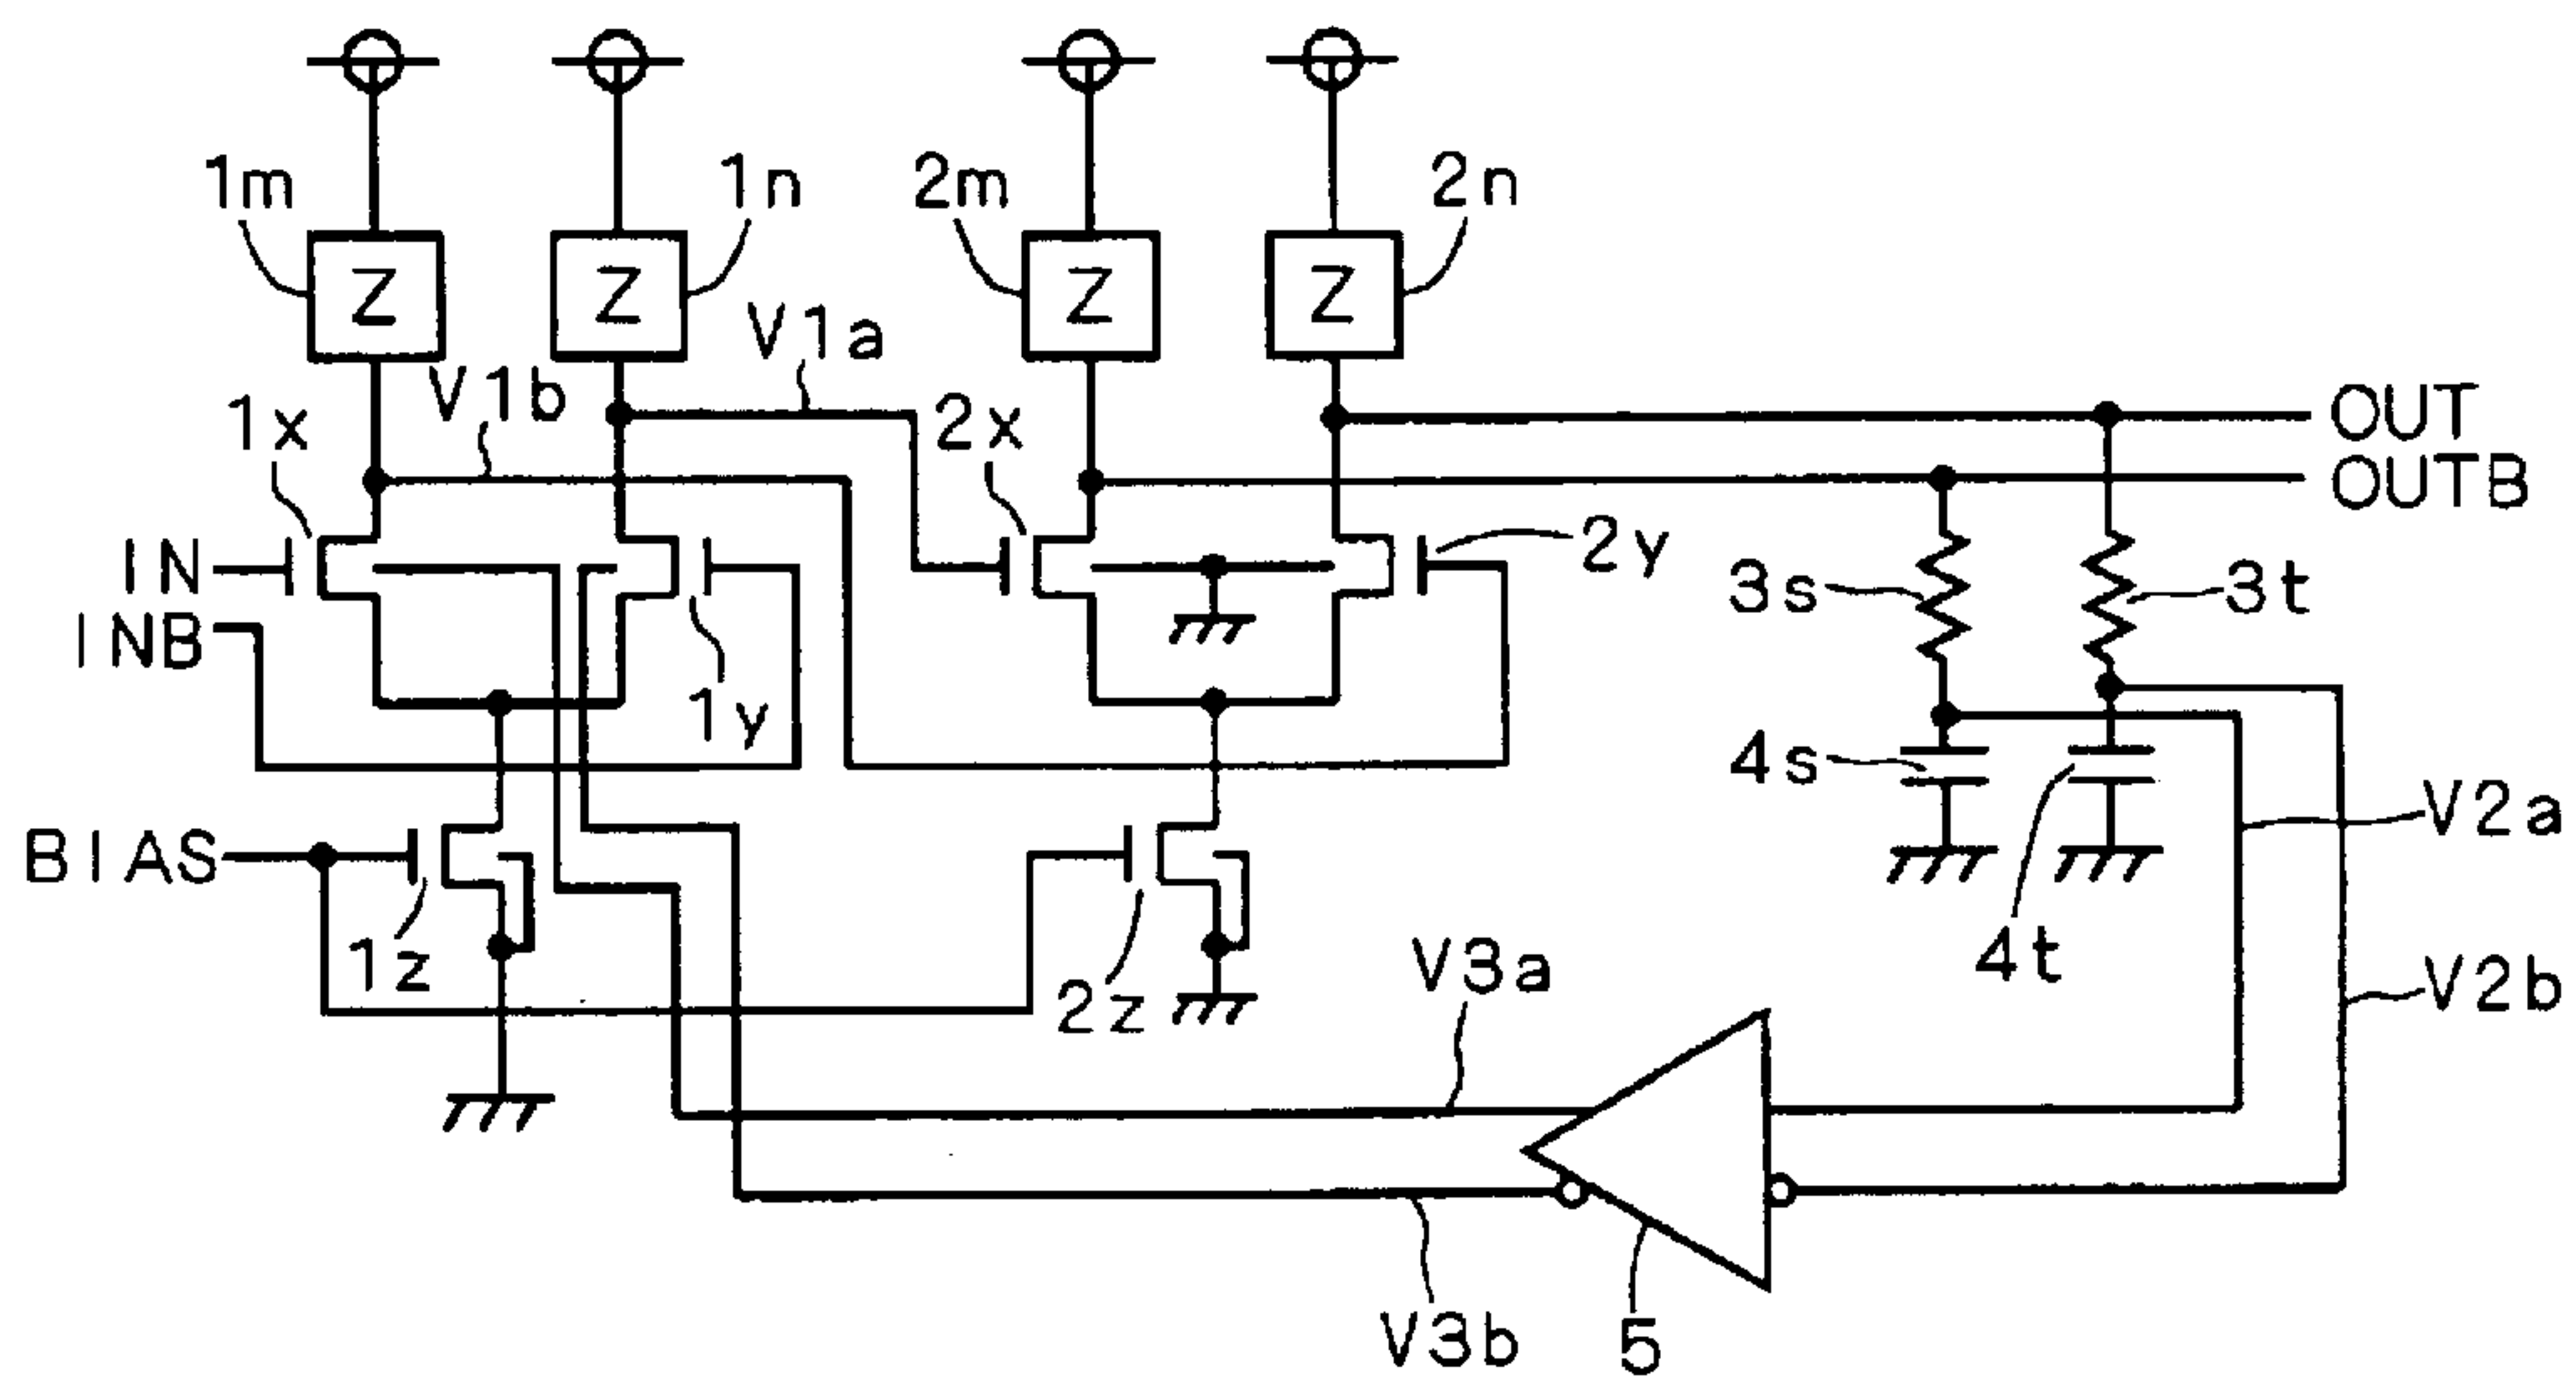 1m
1n
2m
2n
Z
Z
Z
Z
V1a
V1b
1x
2x
OUT
OUTB
IN
INB
2y
3s
3t
1y
4s
V2a
BIAS
1z
2z
V3a
4t
V2b
V3b
5